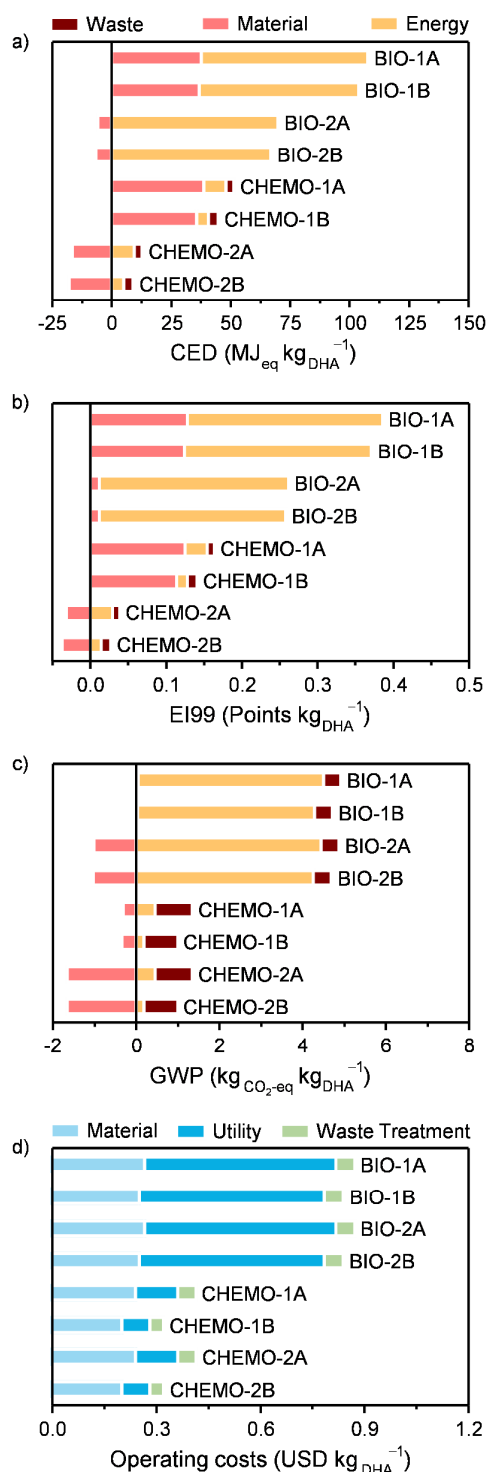 Waste Material Energy
a)
BIO-1A
BIO-1B
BIO-2A
BIO-2B
CHEMO-1A
CHEMO-1B
CHEMO-2A
CHEMO-2B
-25 0 25 50 75 100 125 150
CED (MJeq kgDHA⁻¹)
b)
BIO-1A
BIO-1B
BIO-2A
BIO-2B
CHEMO-1A
CHEMO-1B
CHEMO-2A
CHEMO-2B
0.0 0.1 0.2 0.3 0.4 0.5
EI99 (Points kgDHA⁻¹)
c)
BIO-1A
BIO-1B
BIO-2A
BIO-2B
CHEMO-1A
CHEMO-1B
CHEMO-2A
CHEMO-2B
-2 0 2 4 6 8
GWP (kgCO₂-eq kgDHA⁻¹)
Material Utility Waste Treatment
d)
BIO-1A
BIO-1B
BIO-2A
BIO-2B
CHEMO-1A
CHEMO-1B
CHEMO-2A
CHEMO-2B
0.0 0.3 0.6 0.9 1.2
Operating costs (USD kgDHA⁻¹)